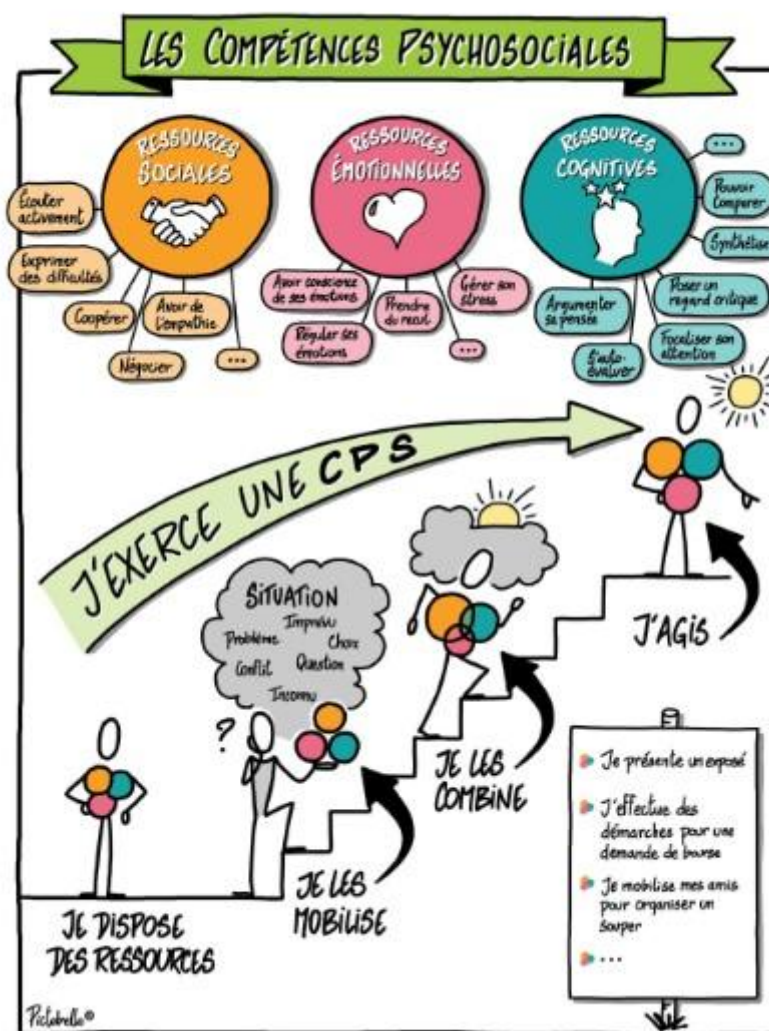 LES COMPÉTENCES PSYCHOSOCIALES
RESSOURCES
SOCIALES
Écouter
activement
Exprimer
des difficultés
Coopérer
Avoir de
l'empathie
Négocier
...
RESSOURCES
ÉMOTIONNELLES
Avoir conscience
de ses émotions
Réguler ses
émotions
Prendre
du recul
Gérer son
stress
...
RESSOURCES
COGNITIVES
...
Pouvoir
comparer
Synthétise
Poser un
regard critique
Focaliser son
attention
Argumenter
sa pensée
S'auto-
évaluer
J'EXERCE UNE CPS
SITUATION
Imprévu
Problème
Choix
Conflit
Question
Inconnu
?
JE DISPOSE
DES RESSOURCES
JE LES
MOBILISE
JE LES
COMBINE
J'AGIS
Je présente un exposé
J'effectue des
démarches pour une
demande de bourse
Je mobilise mes amis
pour organiser un
souper
...
Pictobello®